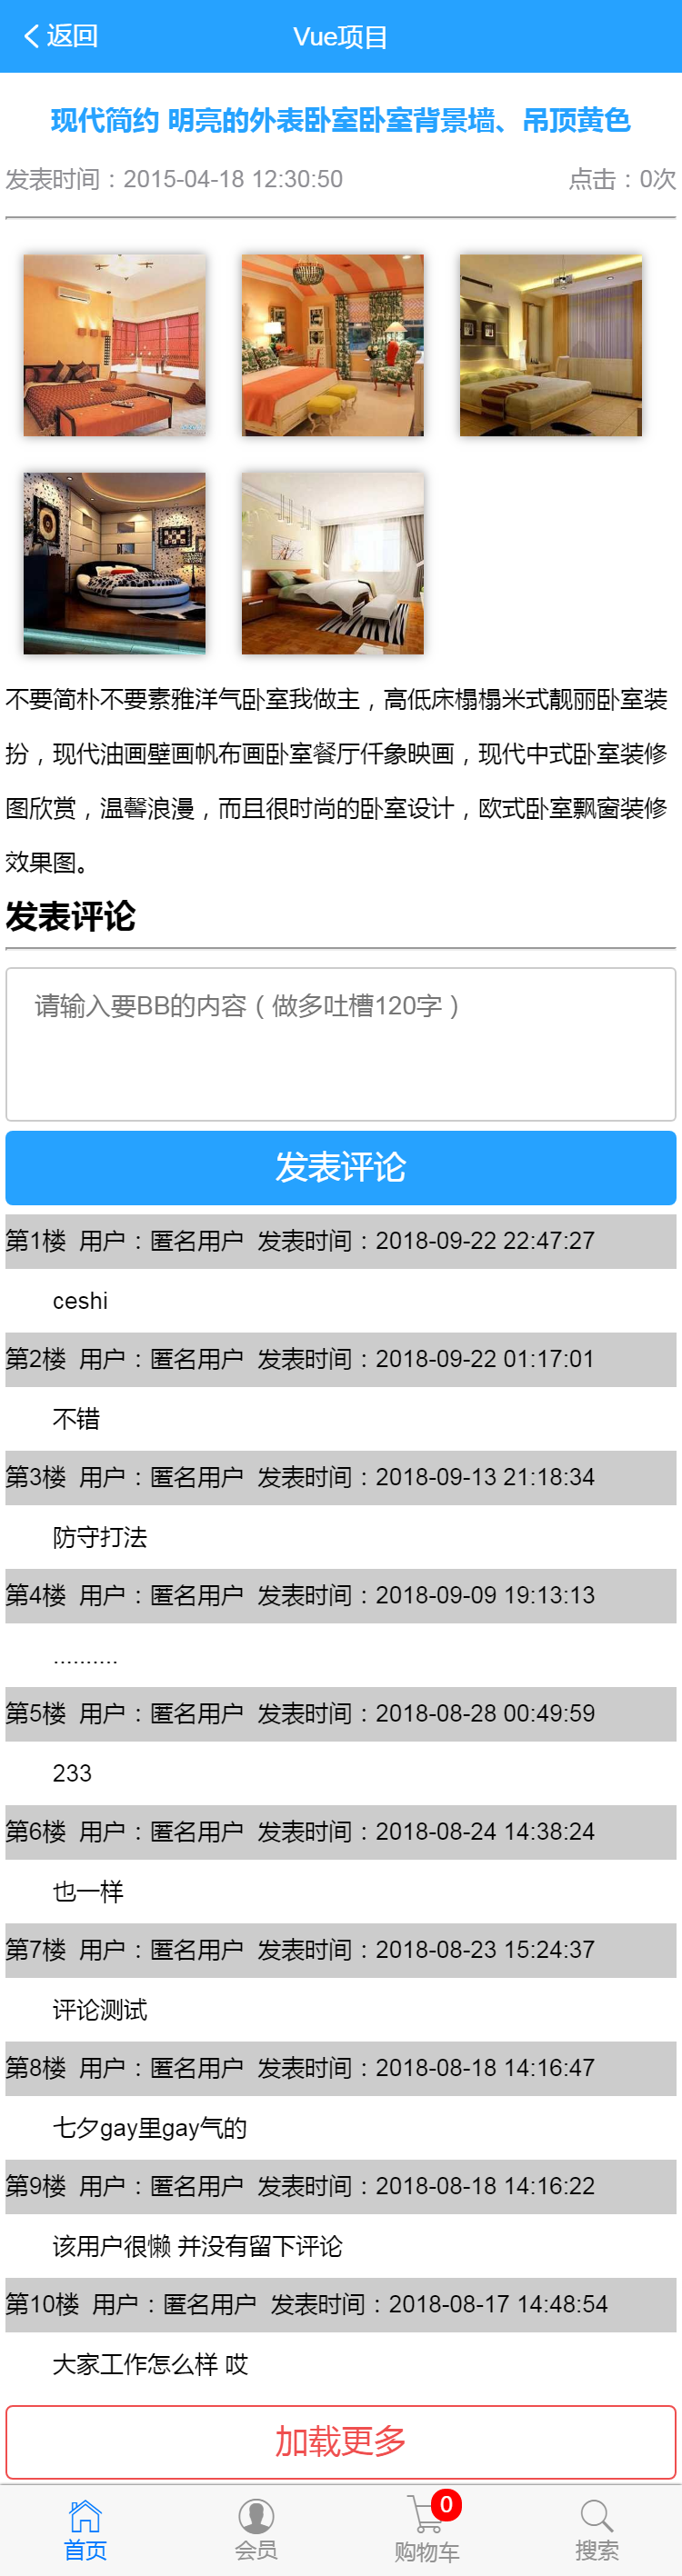 返回
Vue项目
现代简约 明亮的外表卧室卧室背景墙、吊顶黄色
发表时间：2015-04-18 12:30:50 点击：0次
不要简朴不要素雅洋气卧室我做主，高低床榻榻米式靓丽卧室装
扮，现代油画壁画帆布画卧室餐厅仟象映画，现代中式卧室装修
图欣赏，温馨浪漫，而且很时尚的卧室设计，欧式卧室飘窗装修
效果图。
发表评论
请输入要BB的内容（做多吐槽120字）
发表评论
第1楼 用户：匿名用户 发表时间：2018-09-22 22:47:27
ceshi
第2楼 用户：匿名用户 发表时间：2018-09-22 01:17:01
不错
第3楼 用户：匿名用户 发表时间：2018-09-13 21:18:34
防守打法
第4楼 用户：匿名用户 发表时间：2018-09-09 19:13:13
..........
第5楼 用户：匿名用户 发表时间：2018-08-28 00:49:59
233
第6楼 用户：匿名用户 发表时间：2018-08-24 14:38:24
也一样
第7楼 用户：匿名用户 发表时间：2018-08-23 15:24:37
评论测试
第8楼 用户：匿名用户 发表时间：2018-08-18 14:16:47
七夕gay里gay气的
第9楼 用户：匿名用户 发表时间：2018-08-18 14:16:22
该用户很懒 并没有留下评论
第10楼 用户：匿名用户 发表时间：2018-08-17 14:48:54
大家工作怎么样 哎
加载更多
0
首页 会员 购物车 搜索